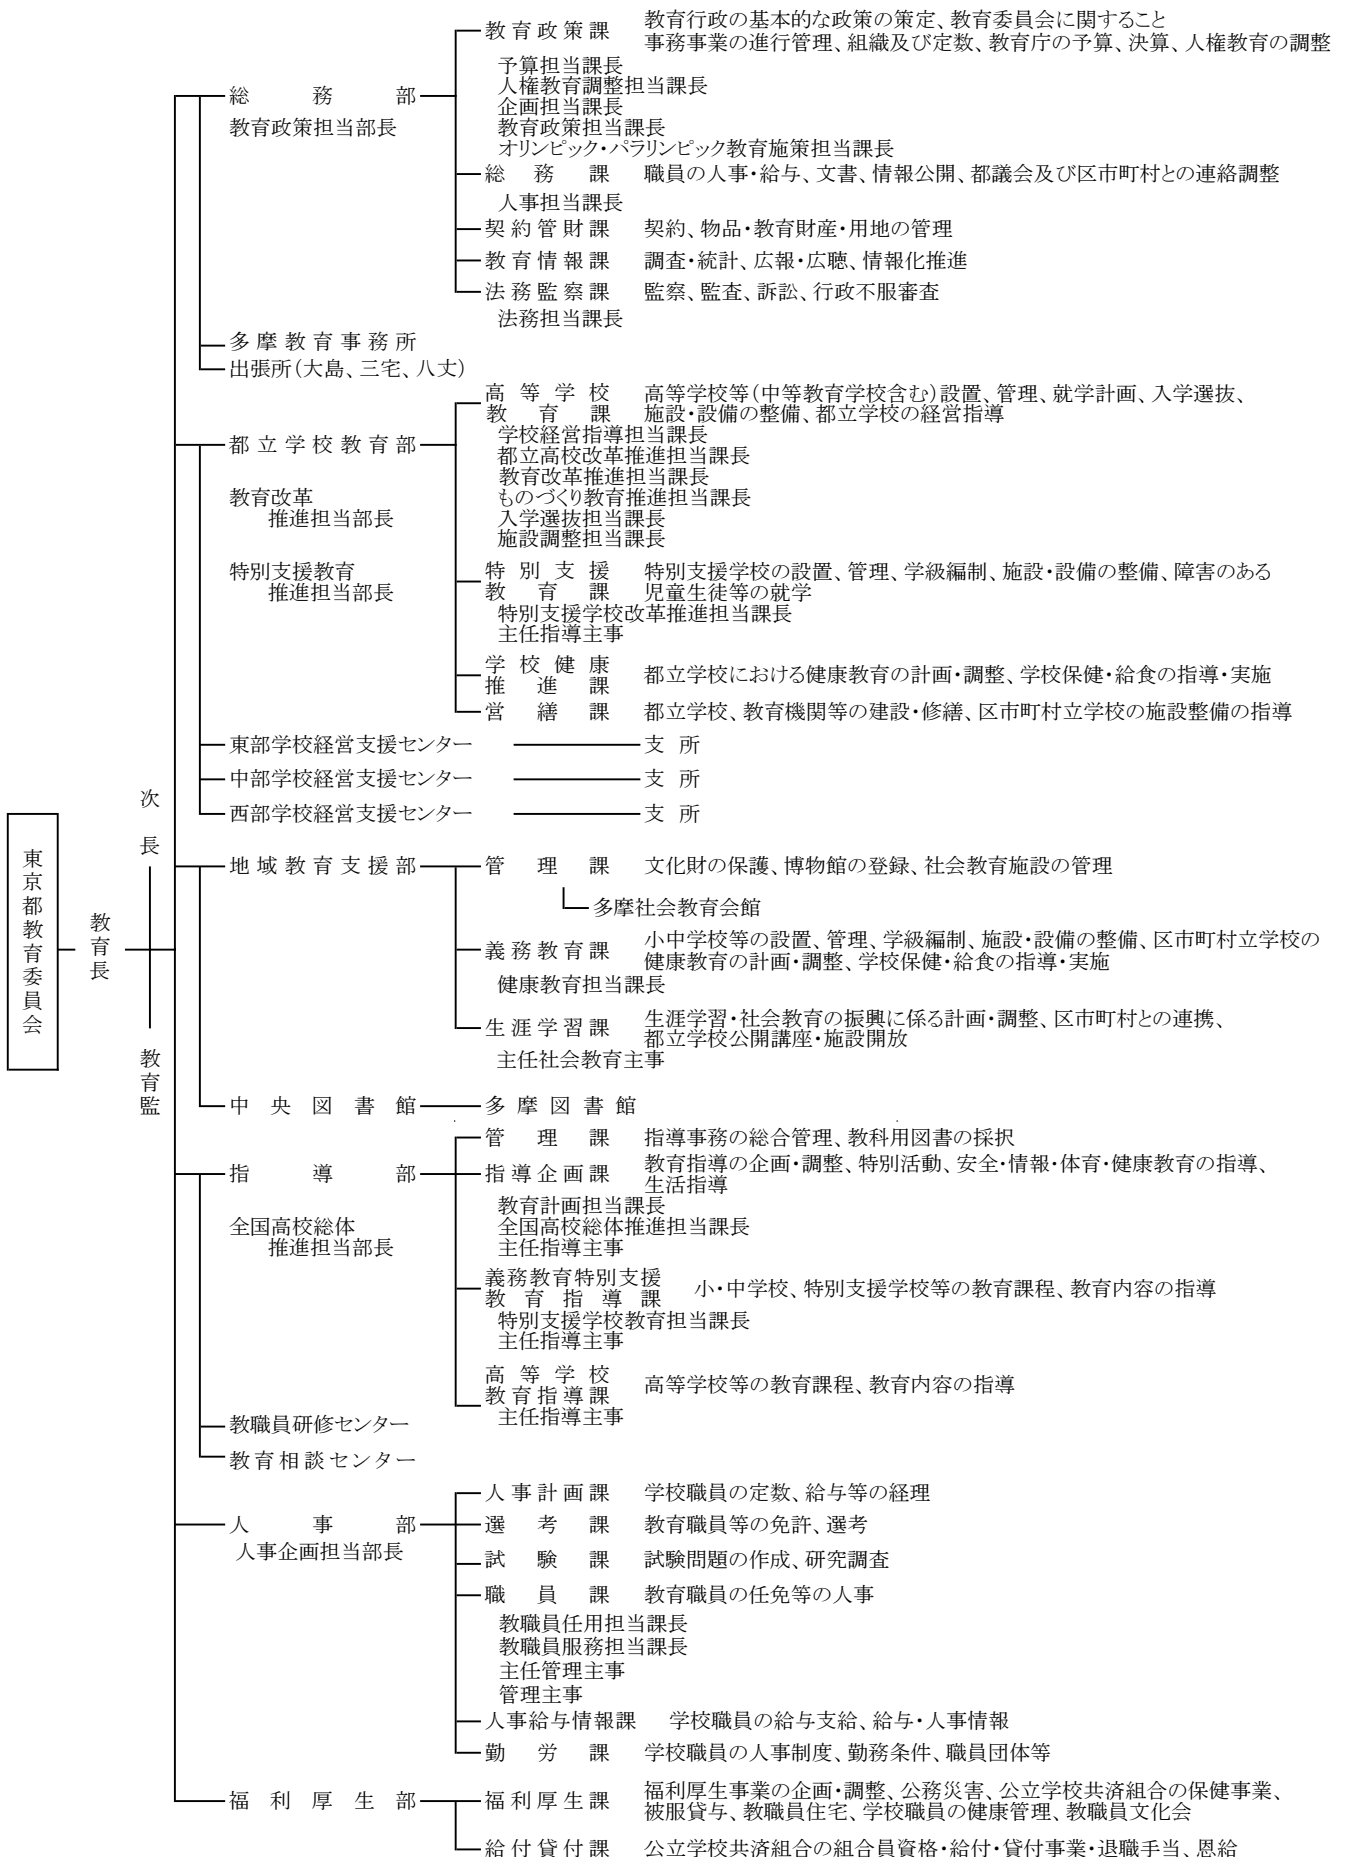 東京都教育委員会
教育長
次長
教育監
総務部
教育政策担当部長
教育政策課 教育行政の基本的な政策の策定、教育委員会に関すること
事務事業の進行管理、組織及び定数、教育庁の予算、決算、人権教育の調整
予算担当課長
人権教育調整担当課長
企画担当課長
教育政策担当課長
オリンピック・パラリンピック教育施策担当課長
総務課 職員の人事・給与、文書、情報公開、都議会及び区市町村との連絡調整
人事担当課長
契約管財課 契約、物品・教育財産・用地の管理
教育情報課 調査・統計、広報・広聴、情報化推進
法務監察課 監察、監査、訴訟、行政不服審査
法務担当課長
多摩教育事務所
出張所(大島、三宅、八丈)
都立学校教育部
教育改革
推進担当部長
特別支援教育
推進担当部長
高等学校 高等学校等(中等教育学校含む)設置、管理、就学計画、入学選抜、
教育課 施設・設備の整備、都立学校の経営指導
学校経営指導担当課長
都立高校改革推進担当課長
教育改革推進担当課長
ものづくり教育推進担当課長
入学選抜担当課長
施設調整担当課長
特別支援 特別支援学校の設置、管理、学級編制、施設・設備の整備、障害のある
教育課 児童生徒等の就学
特別支援学校改革推進担当課長
主任指導主事
学校健康
推進課 都立学校における健康教育の計画・調整、学校保健・給食の指導・実施
営繕課 都立学校、教育機関等の建設・修繕、区市町村立学校の施設整備の指導
東部学校経営支援センター 支所
中部学校経営支援センター 支所
西部学校経営支援センター 支所
地域教育支援部
管理課 文化財の保護、博物館の登録、社会教育施設の管理
多摩社会教育会館
義務教育課 小中学校等の設置、管理、学級編制、施設・設備の整備、区市町村立学校の
健康教育の計画・調整、学校保健・給食の指導・実施
健康教育担当課長
生涯学習課 生涯学習・社会教育の振興に係る計画・調整、区市町村との連携、
都立学校公開講座・施設開放
主任社会教育主事
中央図書館 多摩図書館
指導部
全国高校総体
推進担当部長
管理課 指導事務の総合管理、教科用図書の採択
指導企画課 教育指導の企画・調整、特別活動、安全・情報・体育・健康教育の指導、
生活指導
教育計画担当課長
全国高校総体推進担当課長
主任指導主事
義務教育特別支援
教育指導課 小・中学校、特別支援学校等の教育課程、教育内容の指導
特別支援学校教育担当課長
主任指導主事
高等学校
教育指導課 高等学校等の教育課程、教育内容の指導
主任指導主事
教職員研修センター
教育相談センター
人事部
人事企画担当部長
人事計画課 学校職員の定数、給与等の経理
選考課 教育職員等の免許、選考
試験課 試験問題の作成、研究調査
職員課 教育職員の任免等の人事
教職員任用担当課長
教職員服務担当課長
主任管理主事
管理主事
人事給与情報課 学校職員の給与支給、給与・人事情報
勤労課 学校職員の人事制度、勤務条件、職員団体等
福利厚生部
福利厚生課 福利厚生事業の企画・調整、公務災害、公立学校共済組合の保健事業、
被服貸与、教職員住宅、学校職員の健康管理、教職員文化会
給付貸付課 公立学校共済組合の組合員資格・給付・貸付事業・退職手当、恩給